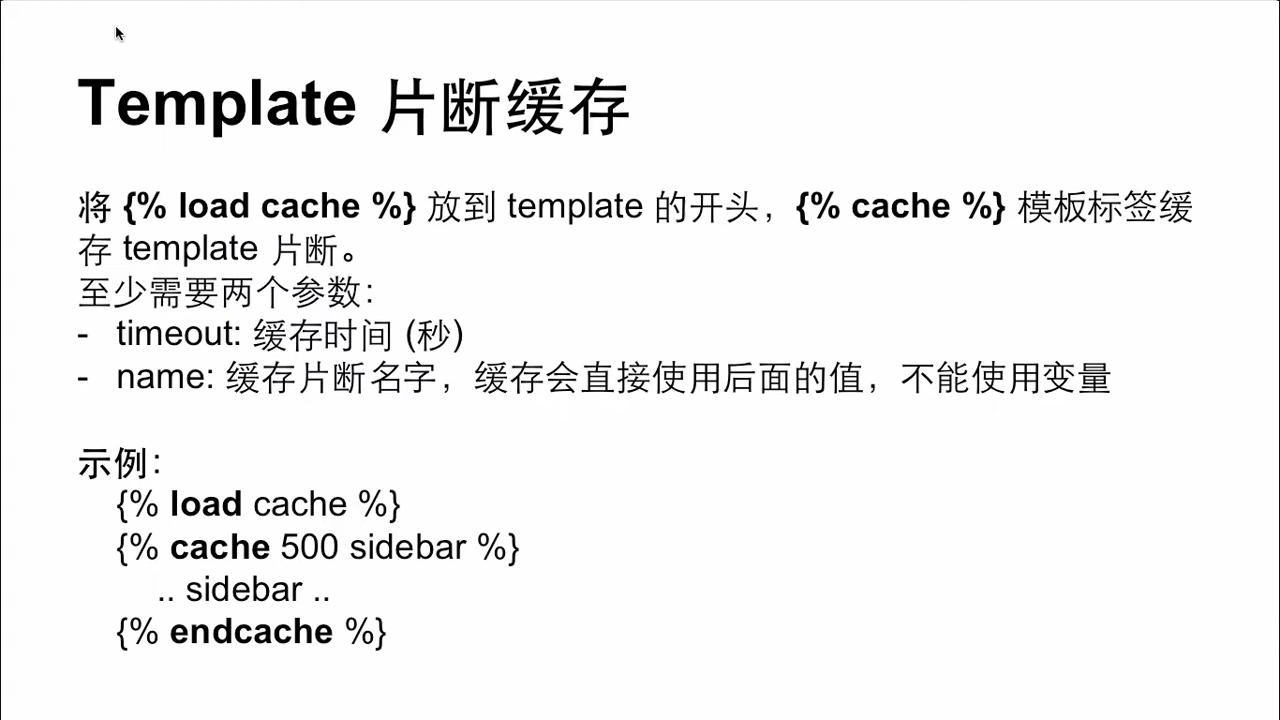 Template 片断缓存
将 {% load cache %} 放到 template 的开头，{% cache %} 模板标签缓
存 template 片断。
至少需要两个参数：
- timeout: 缓存时间 (秒)
- name: 缓存片断名字，缓存会直接使用后面的值，不能使用变量
示例：
{% load cache %}
{% cache 500 sidebar %}
.. sidebar ..
{% endcache %}